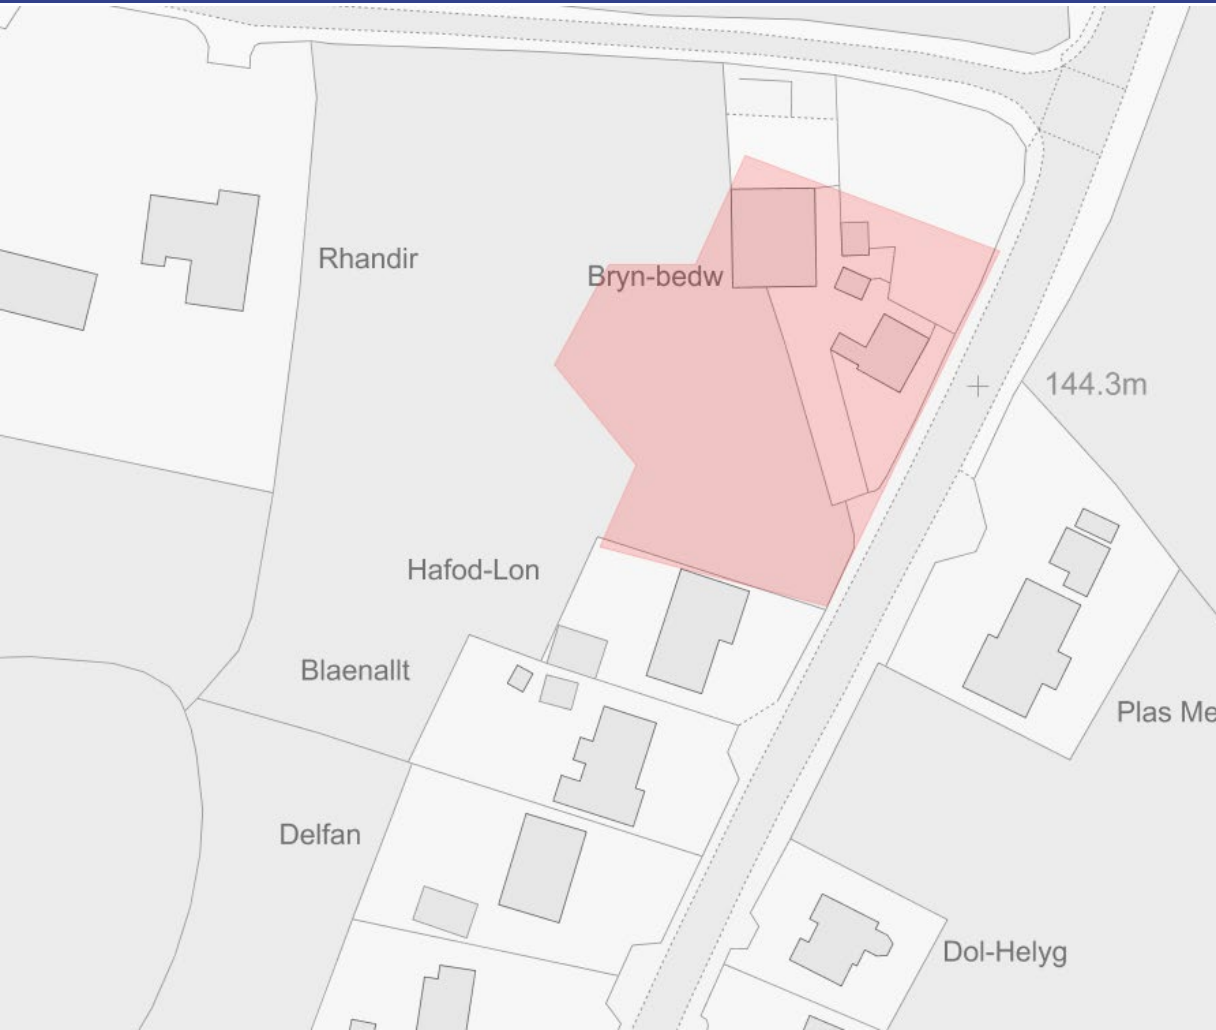 Rhandir
Bryn-bedw
144.3m
Hafod-Lon
Blaenallt
Plas Me
Delfan
Dol-Helyg